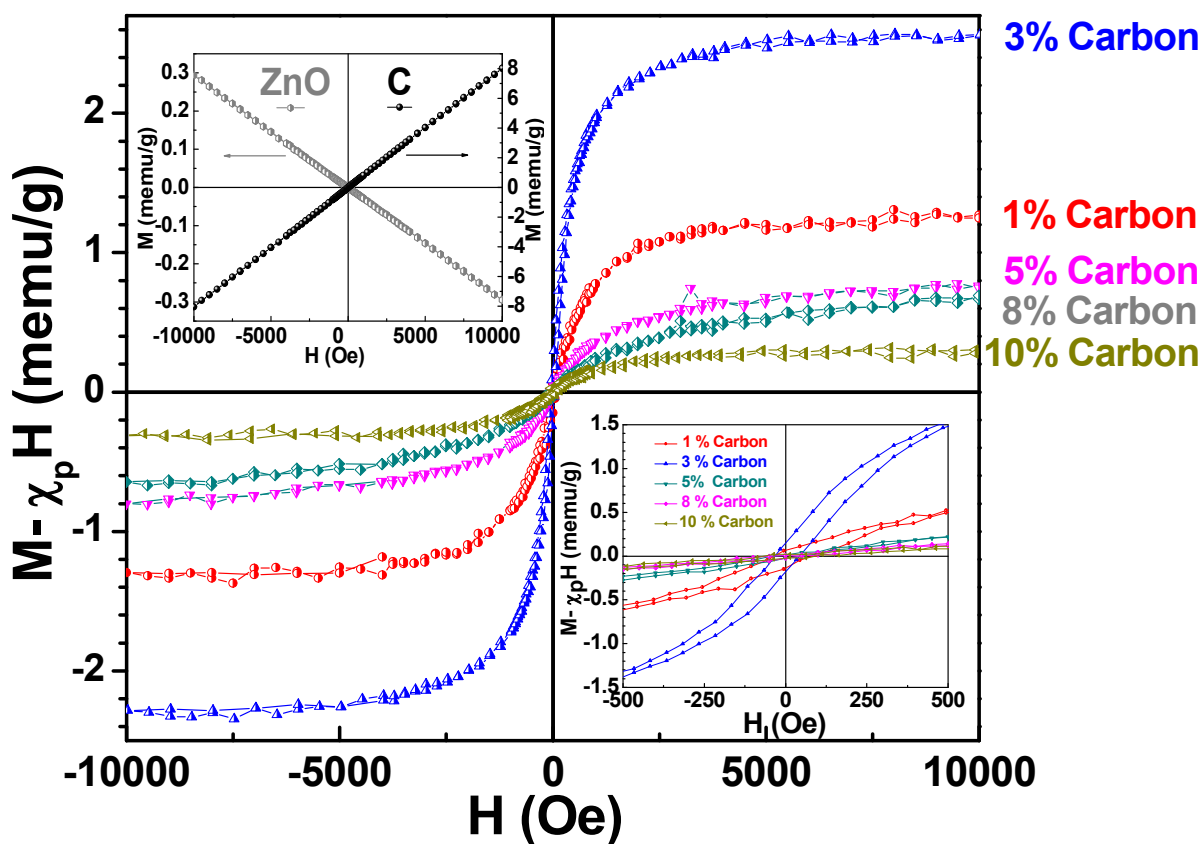 3% Carbon
1% Carbon
5% Carbon
8% Carbon
10% Carbon
M- χpH (memu/g)
2
1
0
-1
-2
-10000
-5000
0
5000
10000
H (Oe)
ZnO
C
M (memu/g)
0.3
0.2
0.1
0.0
-0.1
-0.2
-0.3
8
6
4
2
0
-2
-4
-6
-8
M (memu/g)
-10000
-5000
0
5000
10000
H (Oe)
1 % Carbon
3 % Carbon
5% Carbon
8 % Carbon
10 % Carbon
M- χpH (memu/g)
1.5
1.0
0.5
0.0
-0.5
-1.0
-1.5
-500
-250
0
250
500
H (Oe)